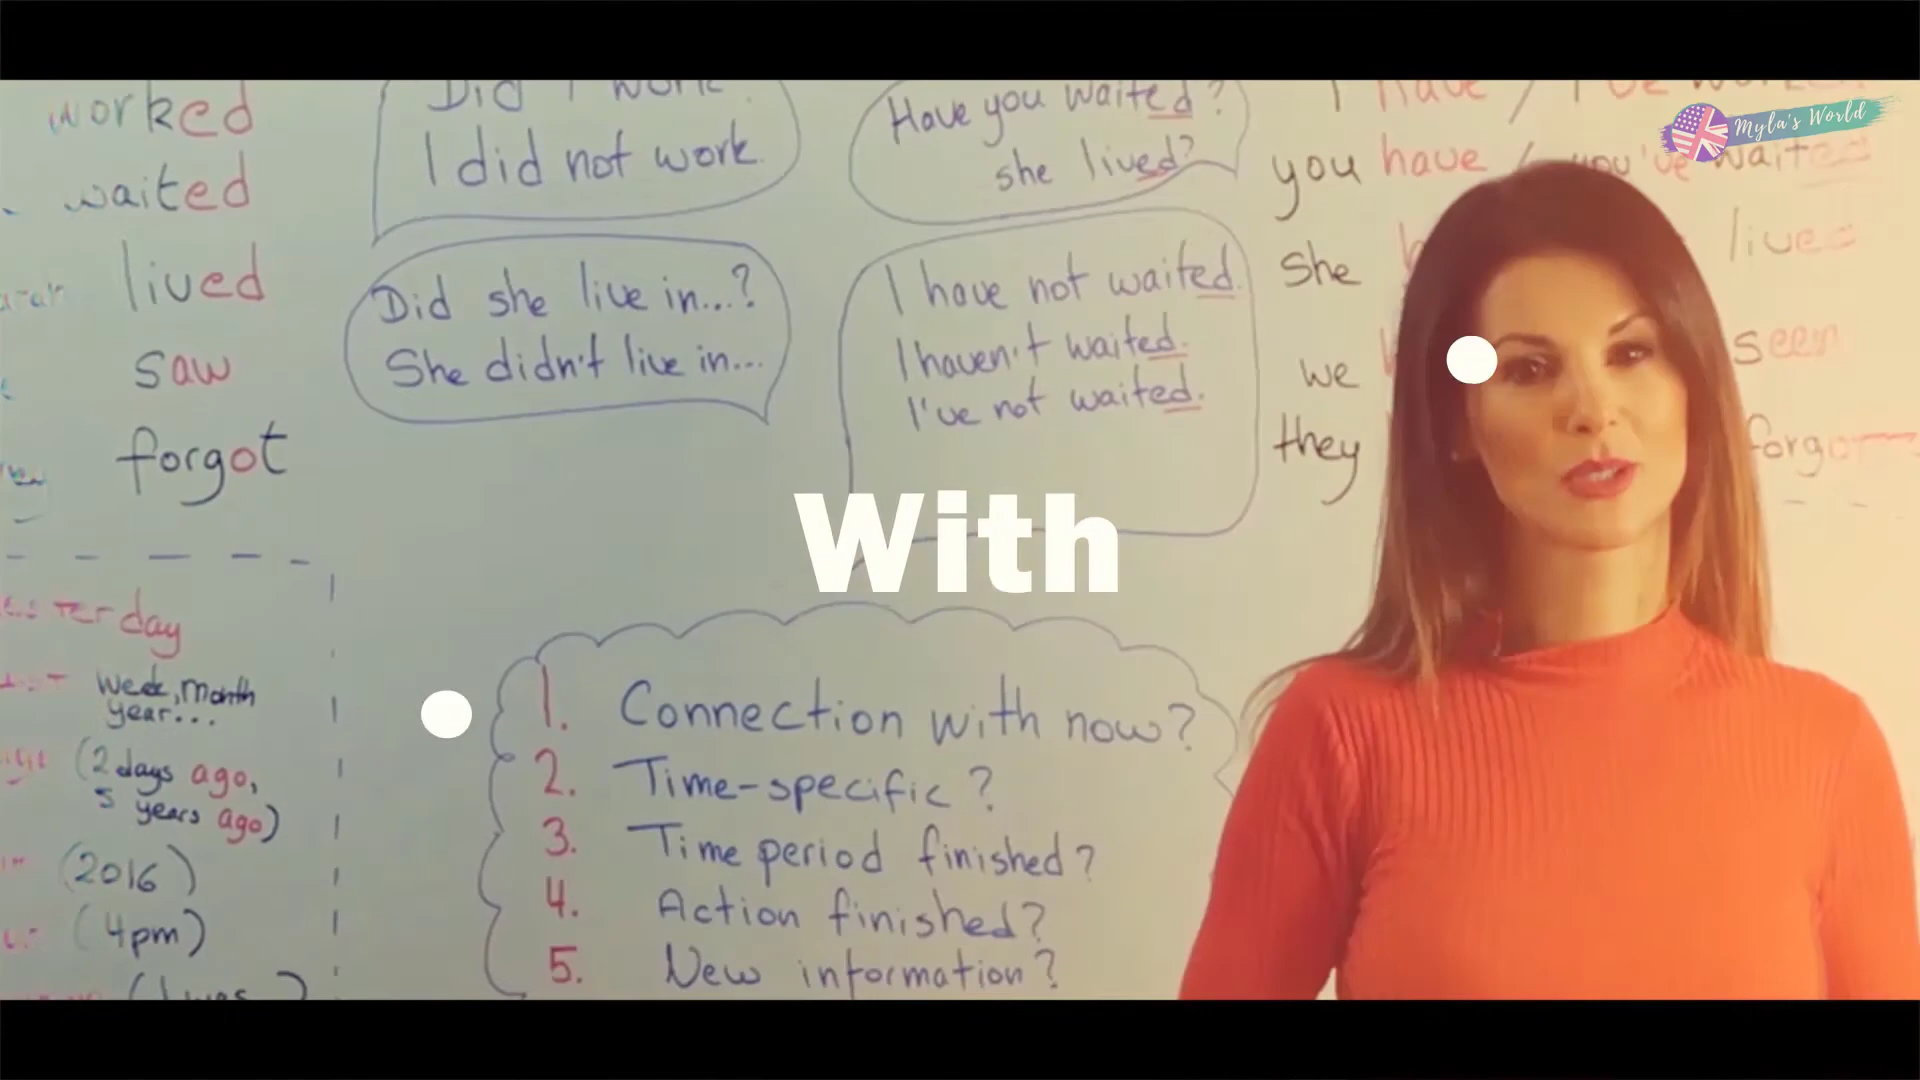 worked
waited
lived
saw
forgot
I did not work.
Did she live in...?
She didn't live in...
Have you waited?
she lived?
I have not waited.
I haven't waited.
I've not waited.
you have / you've waited
she
lived
we
seen
they
With
Myla's World
day
week, month
year...
(2 days ago,
5 years ago)
(2016)
(4pm)
1. Connection with now?
2. Time-specific?
3. Time period finished?
4. Action finished?
5. New information?